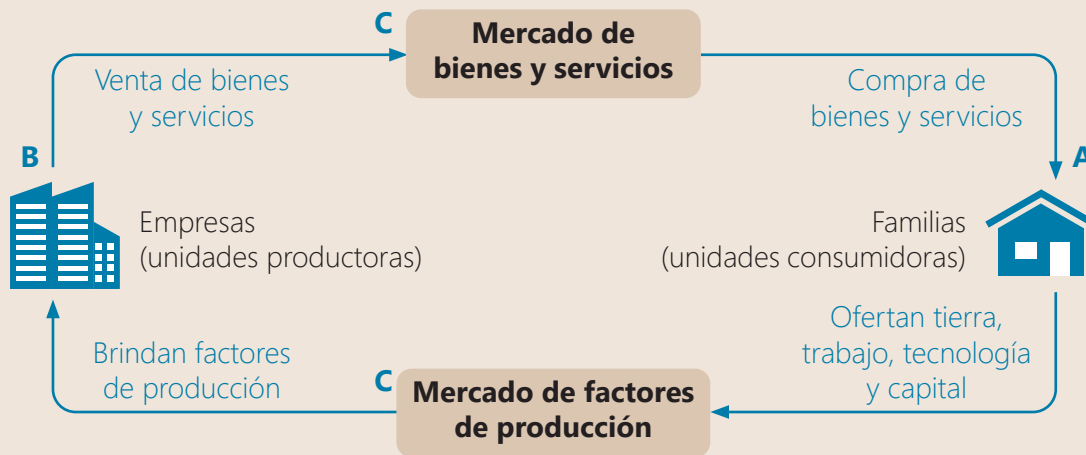 C
Mercado de
bienes y servicios
Venta de bienes
y servicios
Compra de
bienes y servicios
B
A
Empresas
(unidades productoras)
Familias
(unidades consumidoras)
Brindan factores
de producción
Ofertan tierra,
trabajo, tecnología
y capital
C
Mercado de factores
de producción